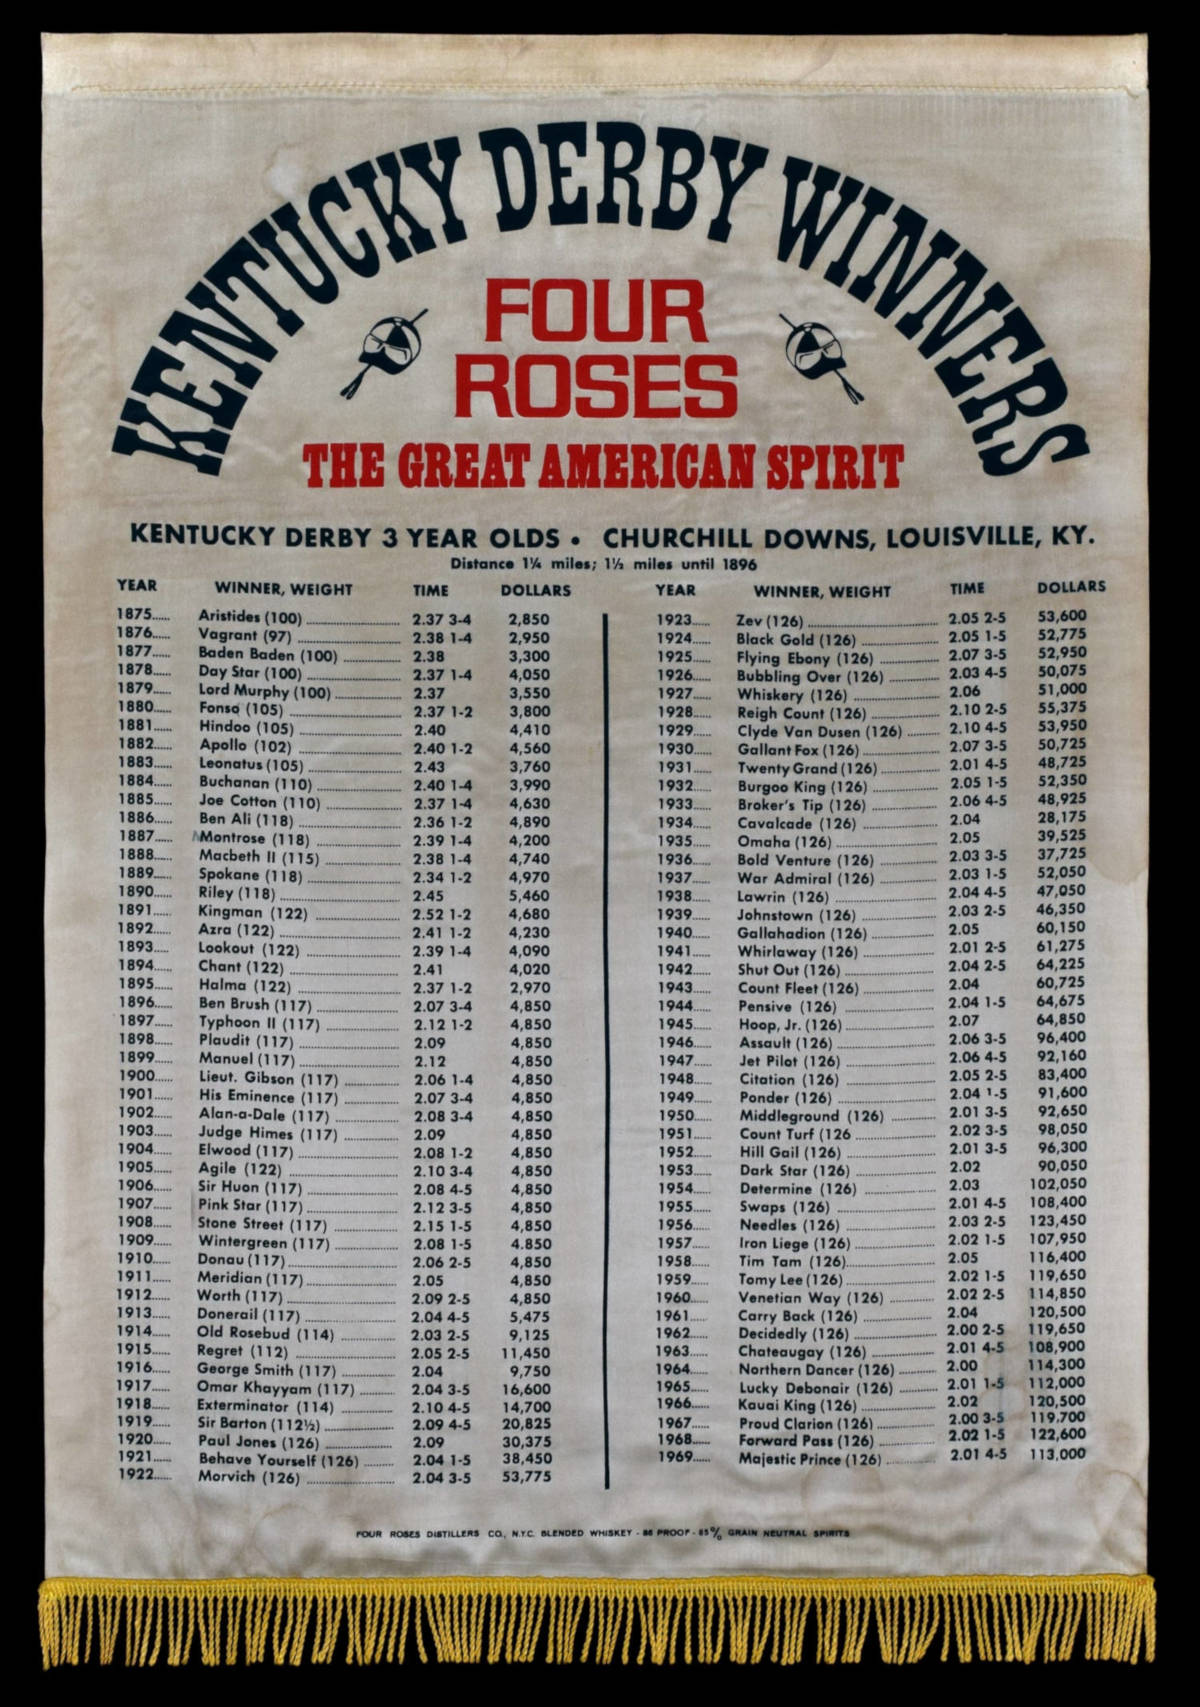 KENTUCKY DERBY WINNERS
FOUR
ROSES
THE GREAT AMERICAN SPIRIT
KENTUCKY DERBY 3 YEAR OLDS • CHURCHILL DOWNS, LOUISVILLE, KY.
Distance 1¼ miles; 1½ miles until 1896
YEAR WINNER, WEIGHT TIME DOLLARS
1875...... Aristides (100) ............ 2.37 3-4 2,850
1876...... Vagrant (97) ............ 2.38 1-4 2,950
1877...... Baden Baden (100) ............ 2.38 3,300
1878...... Day Star (100) ............ 2.37 1-4 4,050
1879...... Lord Murphy (100) ............ 2.37 3,550
1880...... Fonso (105) ............ 2.37 1-2 3,800
1881...... Hindoo (105) ............ 2.40 4,410
1882...... Apollo (102) ............ 2.40 1-2 4,560
1883...... Leonatus (105) ............ 2.43 3,760
1884...... Buchanan (110) ............ 2.40 1-4 3,990
1885...... Joe Cotton (110) ............ 2.37 1-4 4,630
1886...... Ben Ali (118) ............ 2.36 1-2 4,890
1887...... Montrose (118) ............ 2.39 1-4 4,200
1888...... Macbeth II (115) ............ 2.38 1-4 4,740
1889...... Spokane (118) ............ 2.34 1-2 4,970
1890...... Riley (118) ............ 2.45 5,460
1891...... Kingman (122) ............ 2.52 1-2 4,680
1892...... Azra (122) ............ 2.41 1-2 4,230
1893...... Lookout (122) ............ 2.39 1-4 4,090
1894...... Chant (122) ............ 2.41 4,020
1895...... Halma (122) ............ 2.37 1-2 2,970
1896...... Ben Brush (117) ............ 2.07 3-4 4,850
1897...... Typhoon II (117) ............ 2.12 1-2 4,850
1898...... Plaudit (117) ............ 2.09 4,850
1899...... Manuel (117) ............ 2.12 4,850
1900...... Lieut. Gibson (117) ............ 2.06 1-4 4,850
1901...... His Eminence (117) ............ 2.07 3-4 4,850
1902...... Alan-a-Dale (117) ............ 2.08 3-4 4,850
1903...... Judge Himes (117) ............ 2.09 4,850
1904...... Elwood (117) ............ 2.08 1-2 4,850
1905...... Agile (122) ............ 2.10 3-4 4,850
1906...... Sir Huon (117) ............ 2.08 4-5 4,850
1907...... Pink Star (117) ............ 2.12 3-5 4,850
1908...... Stone Street (117) ............ 2.15 1-5 4,850
1909...... Wintergreen (117) ............ 2.08 1-5 4.850
1910...... Donau (117) ............ 2.06 2-5 4,850
1911...... Meridian (117) ............ 2.05 4,850
1912...... Worth (117) ............ 2.09 2-5 4,850
1913...... Donerail (117) ............ 2.04 4-5 5,475
1914...... Old Rosebud (114) ............ 2.03 2-5 9,125
1915...... Regret (112) ............ 2.05 2-5 11,450
1916...... George Smith (117) ............ 2.04 9,750
1917...... Omar Khayyam (117) .......... 2.04 3-5 16,600
1918...... Exterminator (114) ............ 2.10 4-5 14,700
1919...... Sir Barton (112½) ............ 2.09 4-5 20,825
1920...... Paul Jones (126) ............ 2.09 30,375
1921...... Behave Yourself (126) ........ 2.04 1-5 38,450
1922...... Morvich (126) ............ 2.04 3-5 53,775
YEAR WINNER, WEIGHT TIME DOLLARS
1923...... Zev (126) ............ 2.05 2-5 53,600
1924...... Black Gold (126) ............ 2.05 1-5 52,775
1925...... Flying Ebony (126) ............ 2.07 3-5 52,950
1926...... Bubbling Over (126) ............ 2.03 4-5 50,075
1927...... Whiskery (126) ............ 2.06 51,000
1928...... Reigh Count (126) ............ 2.10 2-5 55,375
1929...... Clyde Van Dusen (126) ........ 2.10 4-5 53,950
1930...... Gallant Fox (126) ............ 2.07 3-5 50,725
1931...... Twenty Grand (126) ............ 2.01 4-5 48,725
1932...... Burgoo King (126) ............ 2.05 1-5 52,350
1933...... Broker's Tip (126) ............ 2.06 4-5 48,925
1934...... Cavalcade (126) ............ 2.04 28,175
1935...... Omaha (126) ............ 2.05 39,525
1936...... Bold Venture (126) ............ 2.03 3-5 37,725
1937...... War Admiral (126) ............ 2.03 1-5 52,050
1938...... Lawrin (126) ............ 2.04 4-5 47,050
1939...... Johnstown (126) ............ 2.03 2-5 46,350
1940...... Gallahadion (126) ............ 2.05 60,150
1941...... Whirlaway (126) ............ 2.01 2-5 61,275
1942...... Shut Out (126) ............ 2.04 2-5 64,225
1943...... Count Fleet (126) ............ 2.04 60,725
1944...... Pensive (126) ............ 2.04 1-5 64,675
1945...... Hoop, Jr. (126) ............ 2.07 64,850
1946...... Assault (126) ............ 2.06 3-5 96,400
1947...... Jet Pilot (126) ............ 2.06 4-5 92,160
1948...... Citation (126) ............ 2.05 2-5 83,400
1949...... Ponder (126) ............ 2.04 1-5 91,600
1950...... Middleground (126) ............ 2.01 3-5 92,650
1951...... Count Turf (126 ............ 2.02 3-5 98,050
1952...... Hill Gail (126) ............ 2.01 3-5 96,300
1953...... Dark Star (126) ............ 2.02 90,050
1954...... Determine (126) ............ 2.03 102,050
1955...... Swaps (126) ............ 2.01 4-5 108,400
1956...... Needles (126) ............ 2.03 2-5 123,450
1957...... Iron Liege (126) ............ 2.02 1-5 107,950
1958...... Tim Tam (126)............ 2.05 116,400
1959...... Tomy Lee (126) ............ 2.02 1-5 119,650
1960...... Venetian Way (126) ............ 2.02 2-5 114,850
1961...... Carry Back (126) ............ 2.04 120,500
1962...... Decidedly (126) ............ 2.00 2-5 119,650
1963...... Chateaugay (126) ............ 2.01 4-5 108,900
1964...... Northern Dancer (126) .......... 2.00 114,300
1965...... Lucky Debonair (126) .......... 2.01 1-5 112,000
1966...... Kauai King (126) ............ 2.02 120,500
1967...... Proud Clarion (126) ............ 2.00 3-5 119,700
1968...... Forward Pass (126) ............ 2.02 1-5 122,600
1969...... Majestic Prince (126) ............ 2.01 4-5 113,000
FOUR ROSES DISTILLERS CO., N.Y.C. BLENDED WHISKEY - 86 PROOF - 65% GRAIN NEUTRAL SPIRITS